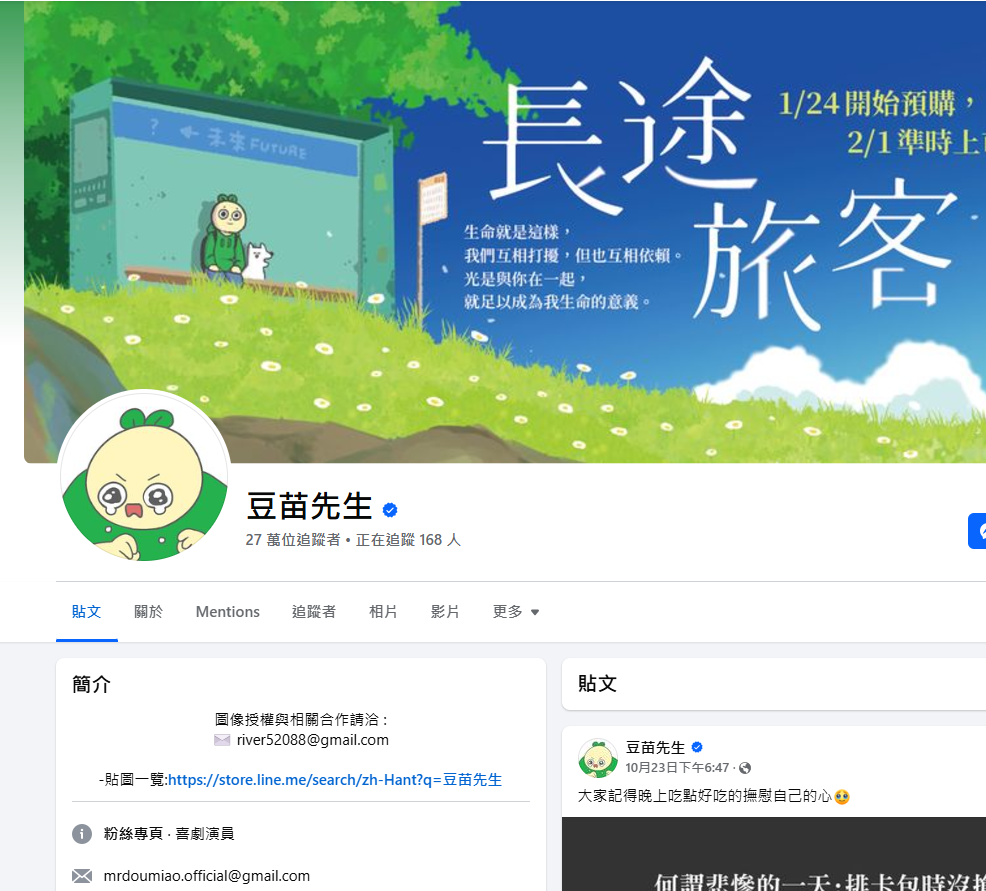 ? ← 未來 FUTURE
長途
旅客
1/24 開始預購，
2/1 準時上
生命就是這樣，
我們互相打擾，但也互相依賴。
光是與你在一起，
就足以成為我生命的意義。
豆苗先生
27 萬位追蹤者 • 正在追蹤 168 人
貼文 關於 Mentions 追蹤者 相片 影片 更多
簡介
圖像授權與相關合作請洽 :
river52088@gmail.com
-貼圖一覽:https://store.line.me/search/zh-Hant?q=豆苗先生
粉絲專頁 · 喜劇演員
mrdoumiao.official@gmail.com
貼文
豆苗先生
10月23日下午6:47 ·
大家記得晚上吃點好吃的撫慰自己的心🥹
何謂悲慘的一天:排卡包時沒